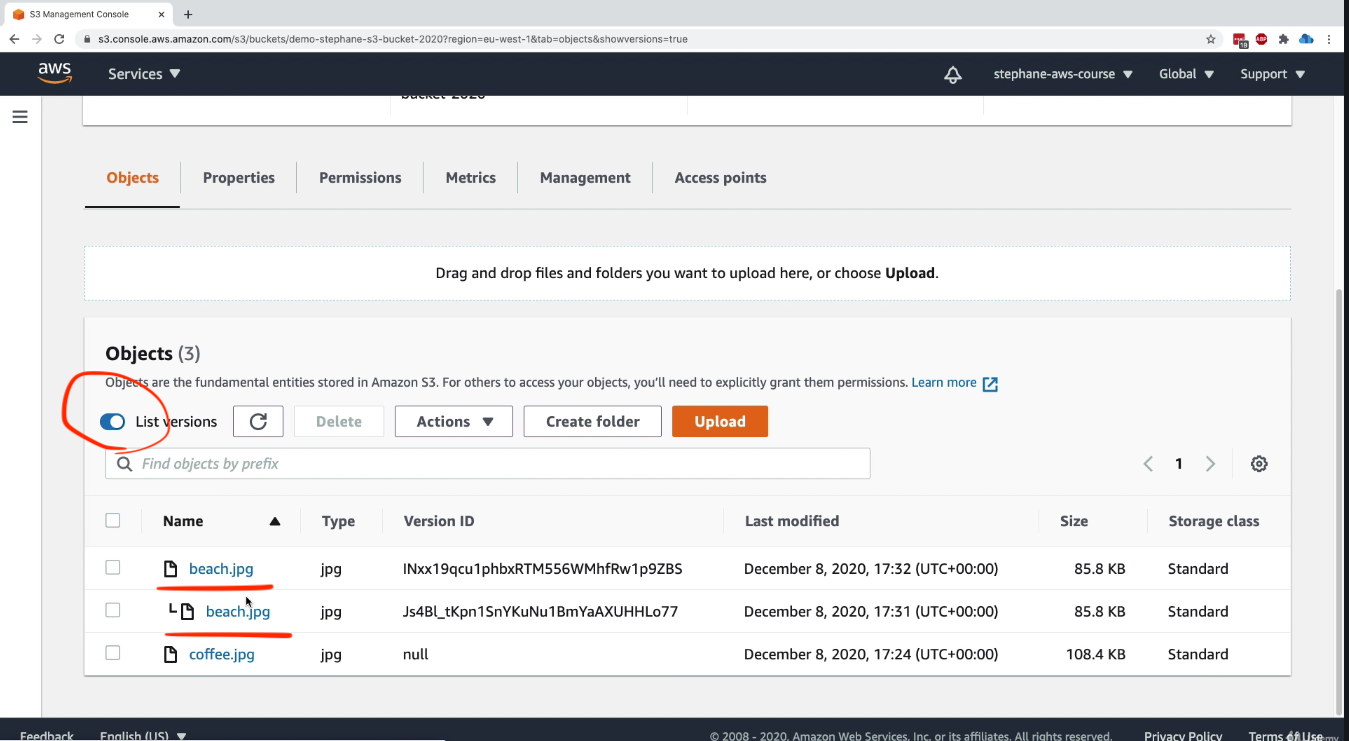 S3 Management Console
s3.console.aws.amazon.com/s3/buckets/demo-stephane-s3-bucket-2020?region=eu-west-1&tab=objects&showversions=true
ABP
aws Services stephane-aws-course Global Support
bucket-2020
Objects Properties Permissions Metrics Management Access points
Drag and drop files and folders you want to upload here, or choose Upload.
Objects (3)
Objects are the fundamental entities stored in Amazon S3. For others to access your objects, you'll need to explicitly grant them permissions. Learn more
List versions Delete Actions Create folder Upload
Find objects by prefix 1
Name Type Version ID Last modified Size Storage class
beach.jpg jpg INxx19qcu1phbxRTM556WMhfRw1p9ZBS December 8, 2020, 17:32 (UTC+00:00) 85.8 KB Standard
beach.jpg jpg Js4Bl_tKpn1SnYKuNu1BmYaAXUHHLo77 December 8, 2020, 17:31 (UTC+00:00) 85.8 KB Standard
coffee.jpg jpg null December 8, 2020, 17:24 (UTC+00:00) 108.4 KB Standard
Feedback English (US) © 2008 - 2020, Amazon Web Services, Inc. or its affiliates. All rights reserved. Privacy Policy Terms of Use